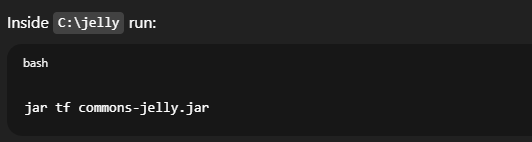 Inside C:\jelly run:
bash
jar tf commons-jelly.jar